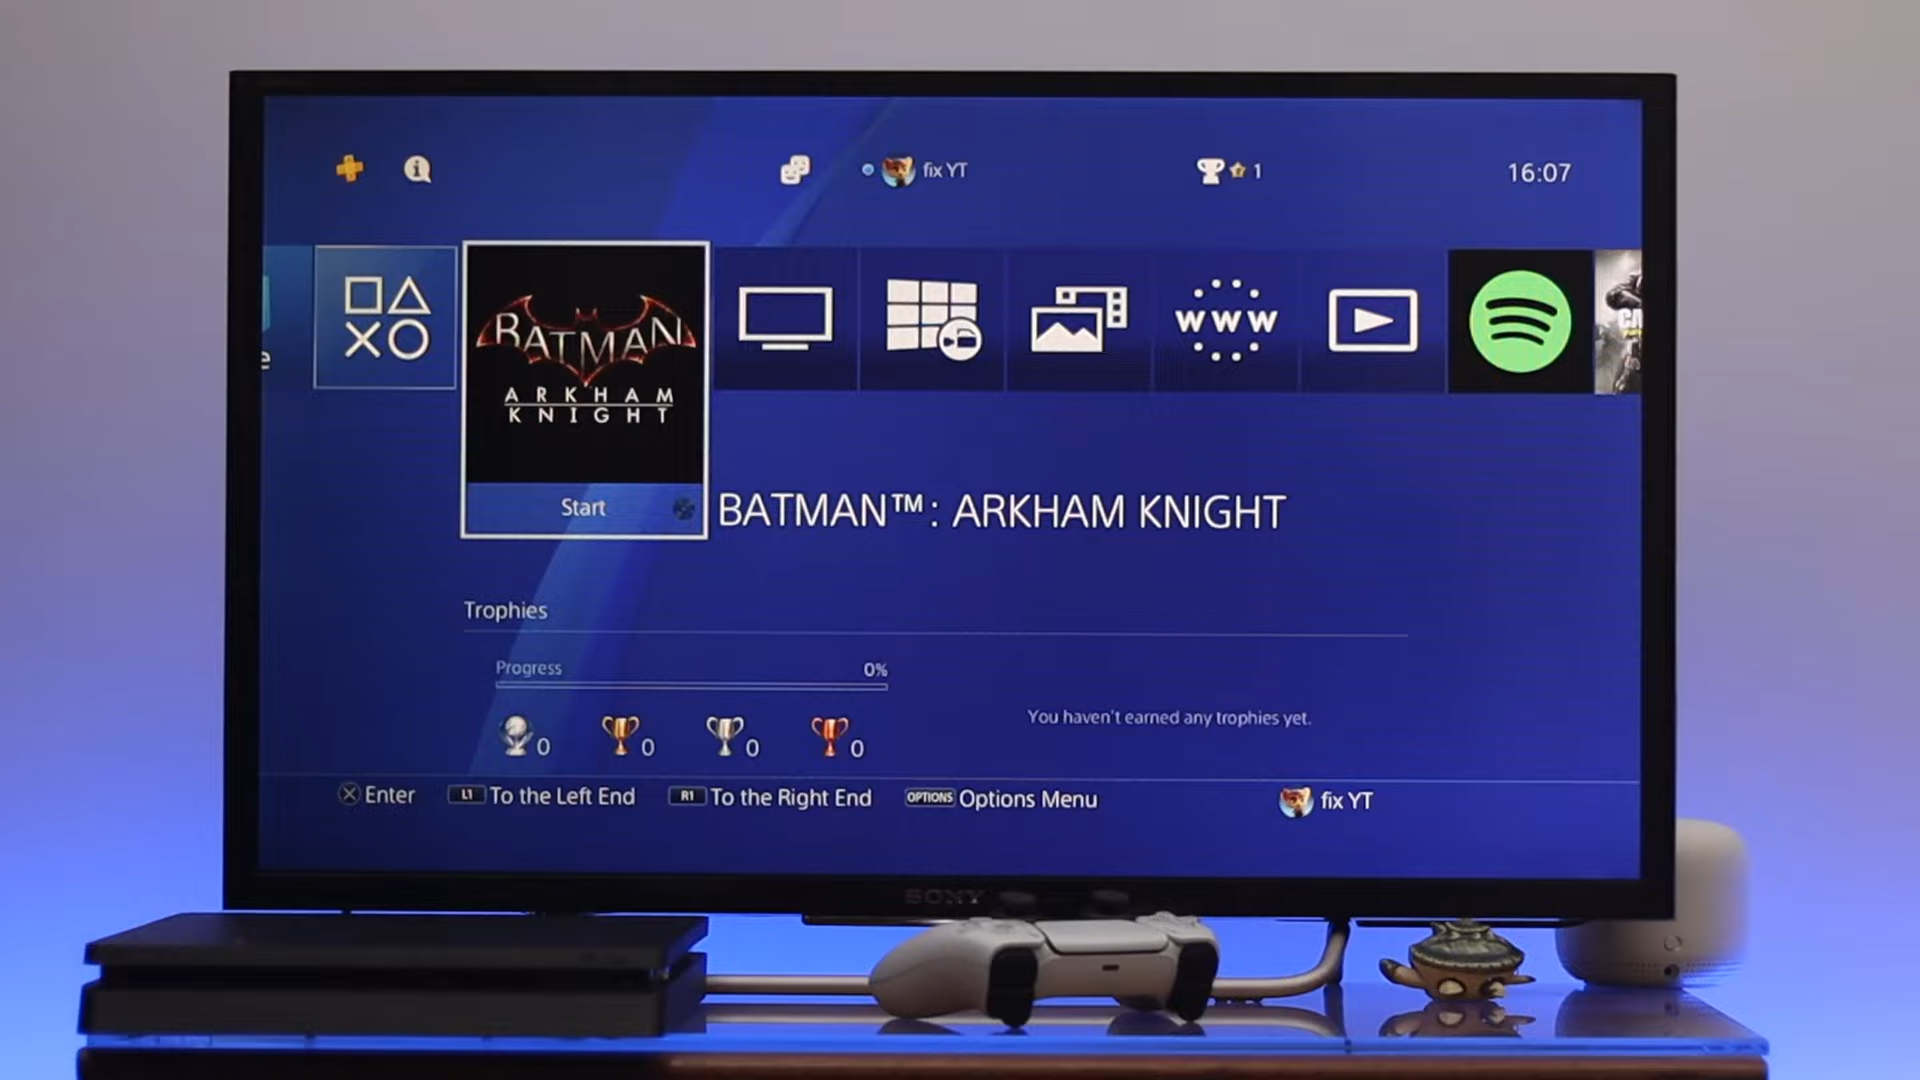 fix YT
1
16:07
e
BATMAN
ARKHAM
KNIGHT
WWW
Start
BATMAN™: ARKHAM KNIGHT
Trophies
Progress
0%
0
0
0
0
You haven't earned any trophies yet.
Enter
L1 To the Left End
R1 To the Right End
OPTIONS Options Menu
fix YT
SONY